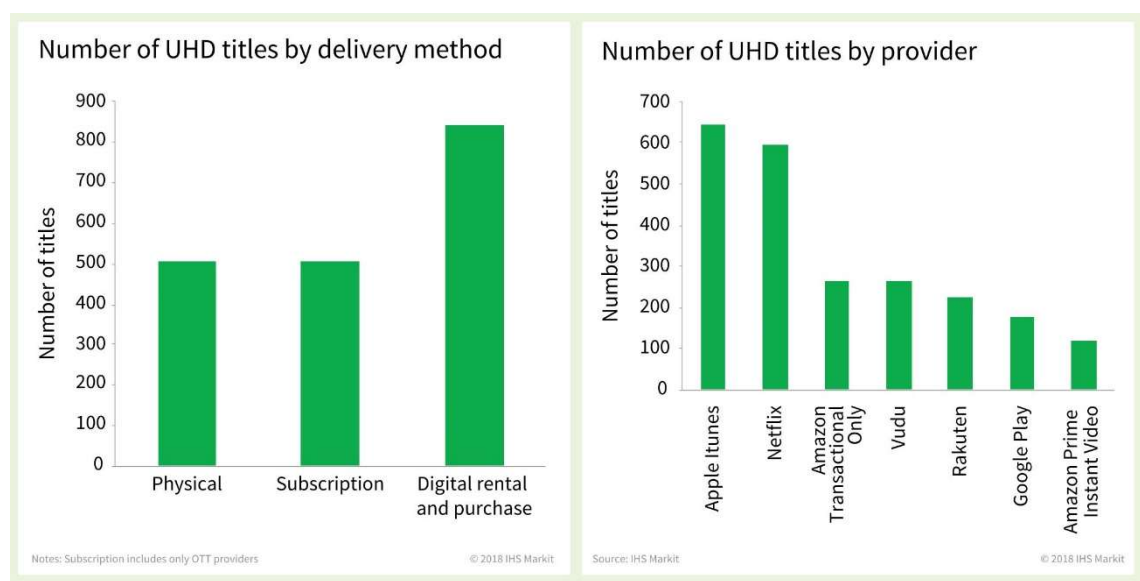 Number of UHD titles by delivery method
Number of titles
900
800
700
600
500
400
300
200
100
0
Physical
Subscription
Digital rental
and purchase
Notes: Subscription includes only OTT providers
© 2018 IHS Markit
Number of UHD titles by provider
Number of titles
700
600
500
400
300
200
100
0
Apple Itunes
Netflix
Amazon
Transactional
Only
Vudu
Rakuten
Google Play
Amazon Prime
Instant Video
Source: IHS Markit
© 2018 IHS Markit